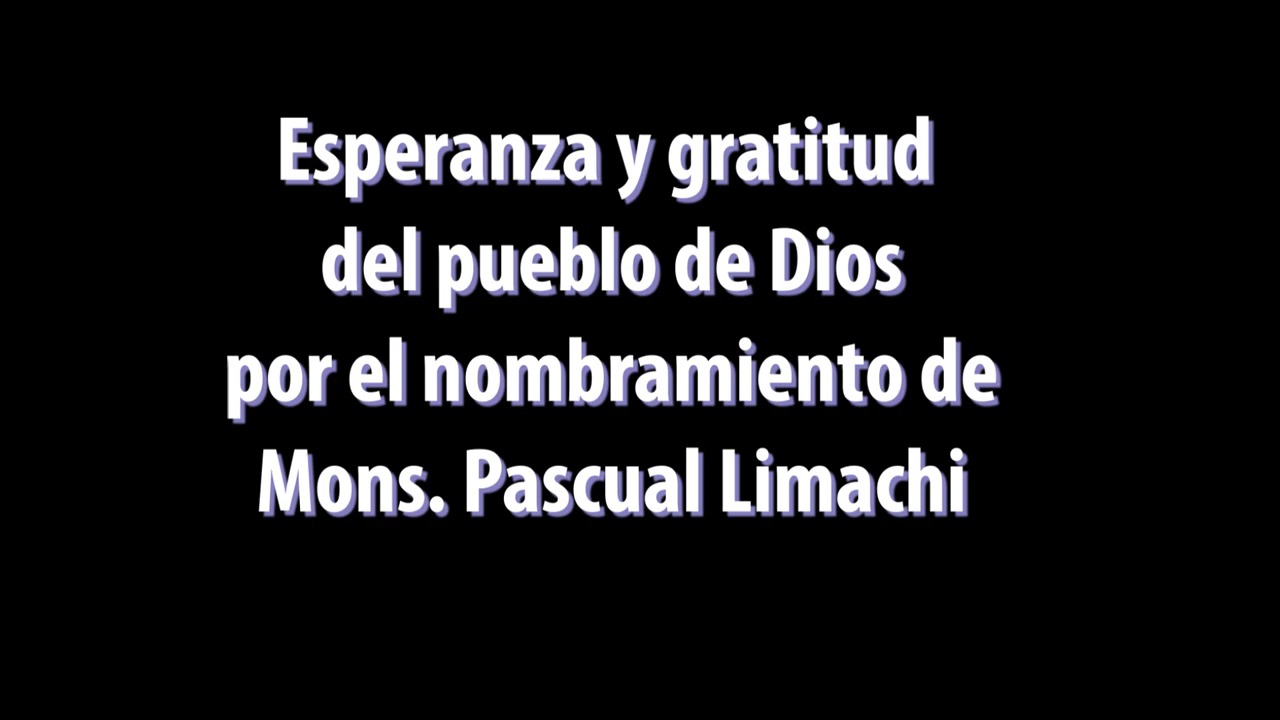 Esperanza y gratitud
del pueblo de Dios
por el nombramiento de
Mons. Pascual Limachi